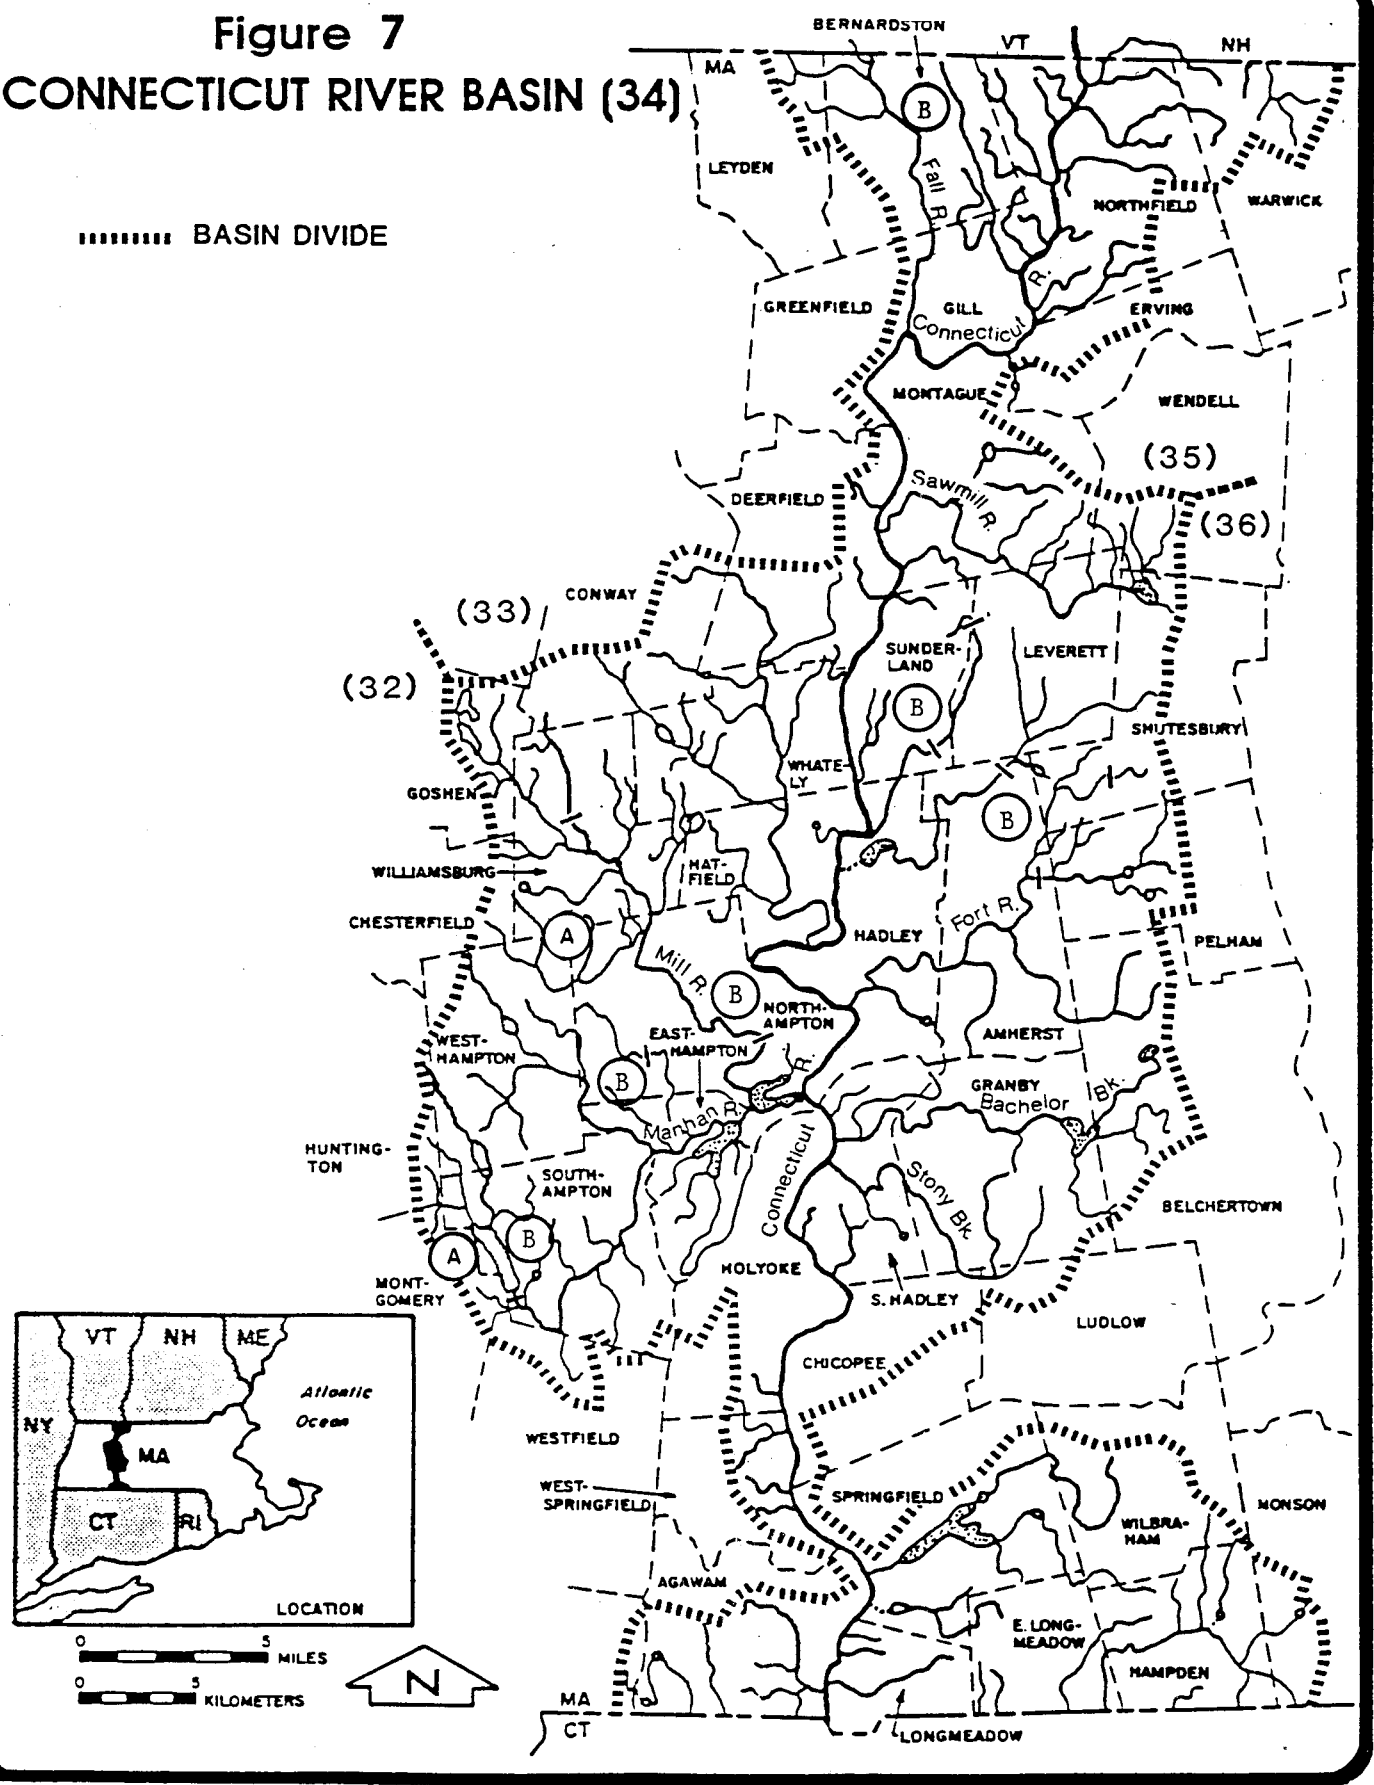 Figure 7
CONNECTICUT RIVER BASIN (34)
BASIN DIVIDE
BERNARDSTON
VT
NH
MA
B
LEYDEN
Fall R.
NORTHFIELD
WARWICK
R.
GREENFIELD
GILL
ERVING
Connecticut
MONTAGUE
WENDELL
(35)
Sawmill R.
DEERFIELD
(36)
(33)
CONWAY
SUNDER-
LAND
LEVERETT
(32)
B
SHUTESBURY
WHATE-
LY
GOSHEN
B
WILLIAMSBURG
HAT-
FIELD
CHESTERFIELD
A
Fort R.
HADLEY
PELHAM
Mill R.
B
NORTH-
AMPTON
WEST-
HAMPTON
EAST-
HAMPTON
AMHERST
R.
B
GRANBY
Bachelor Bk.
Manhan R.
Connecticut
HUNTING-
TON
SOUTH-
AMPTON
Stony Bk.
BELCHERTOWN
B
A
HOLYOKE
MONT-
GOMERY
S. HADLEY
LUDLOW
CHICOPEE
WESTFIELD
WEST-
SPRINGFIELD
SPRINGFIELD
MONSON
WILBRA-
HAM
AGAWAM
E. LONG-
MEADOW
HAMPDEN
MA
CT
LONGMEADOW
VT
NH
ME
Atlantic
Ocean
NY
MA
CT
RI
LOCATION
0 5
MILES
0 5
KILOMETERS
N